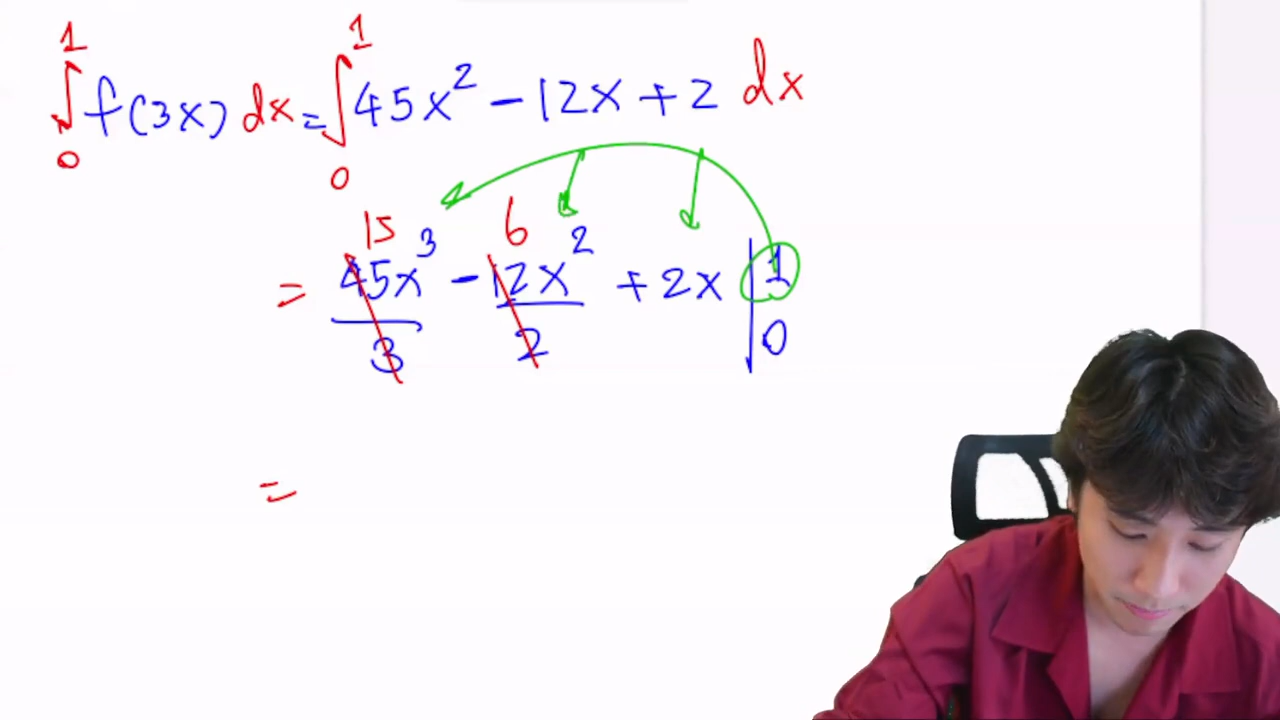 ∫₀¹ f(3x) dx = ∫₀¹ 45x² - 12x + 2 dx
15 6
= 45x³/3 - 12x²/2 + 2x |₀¹
=